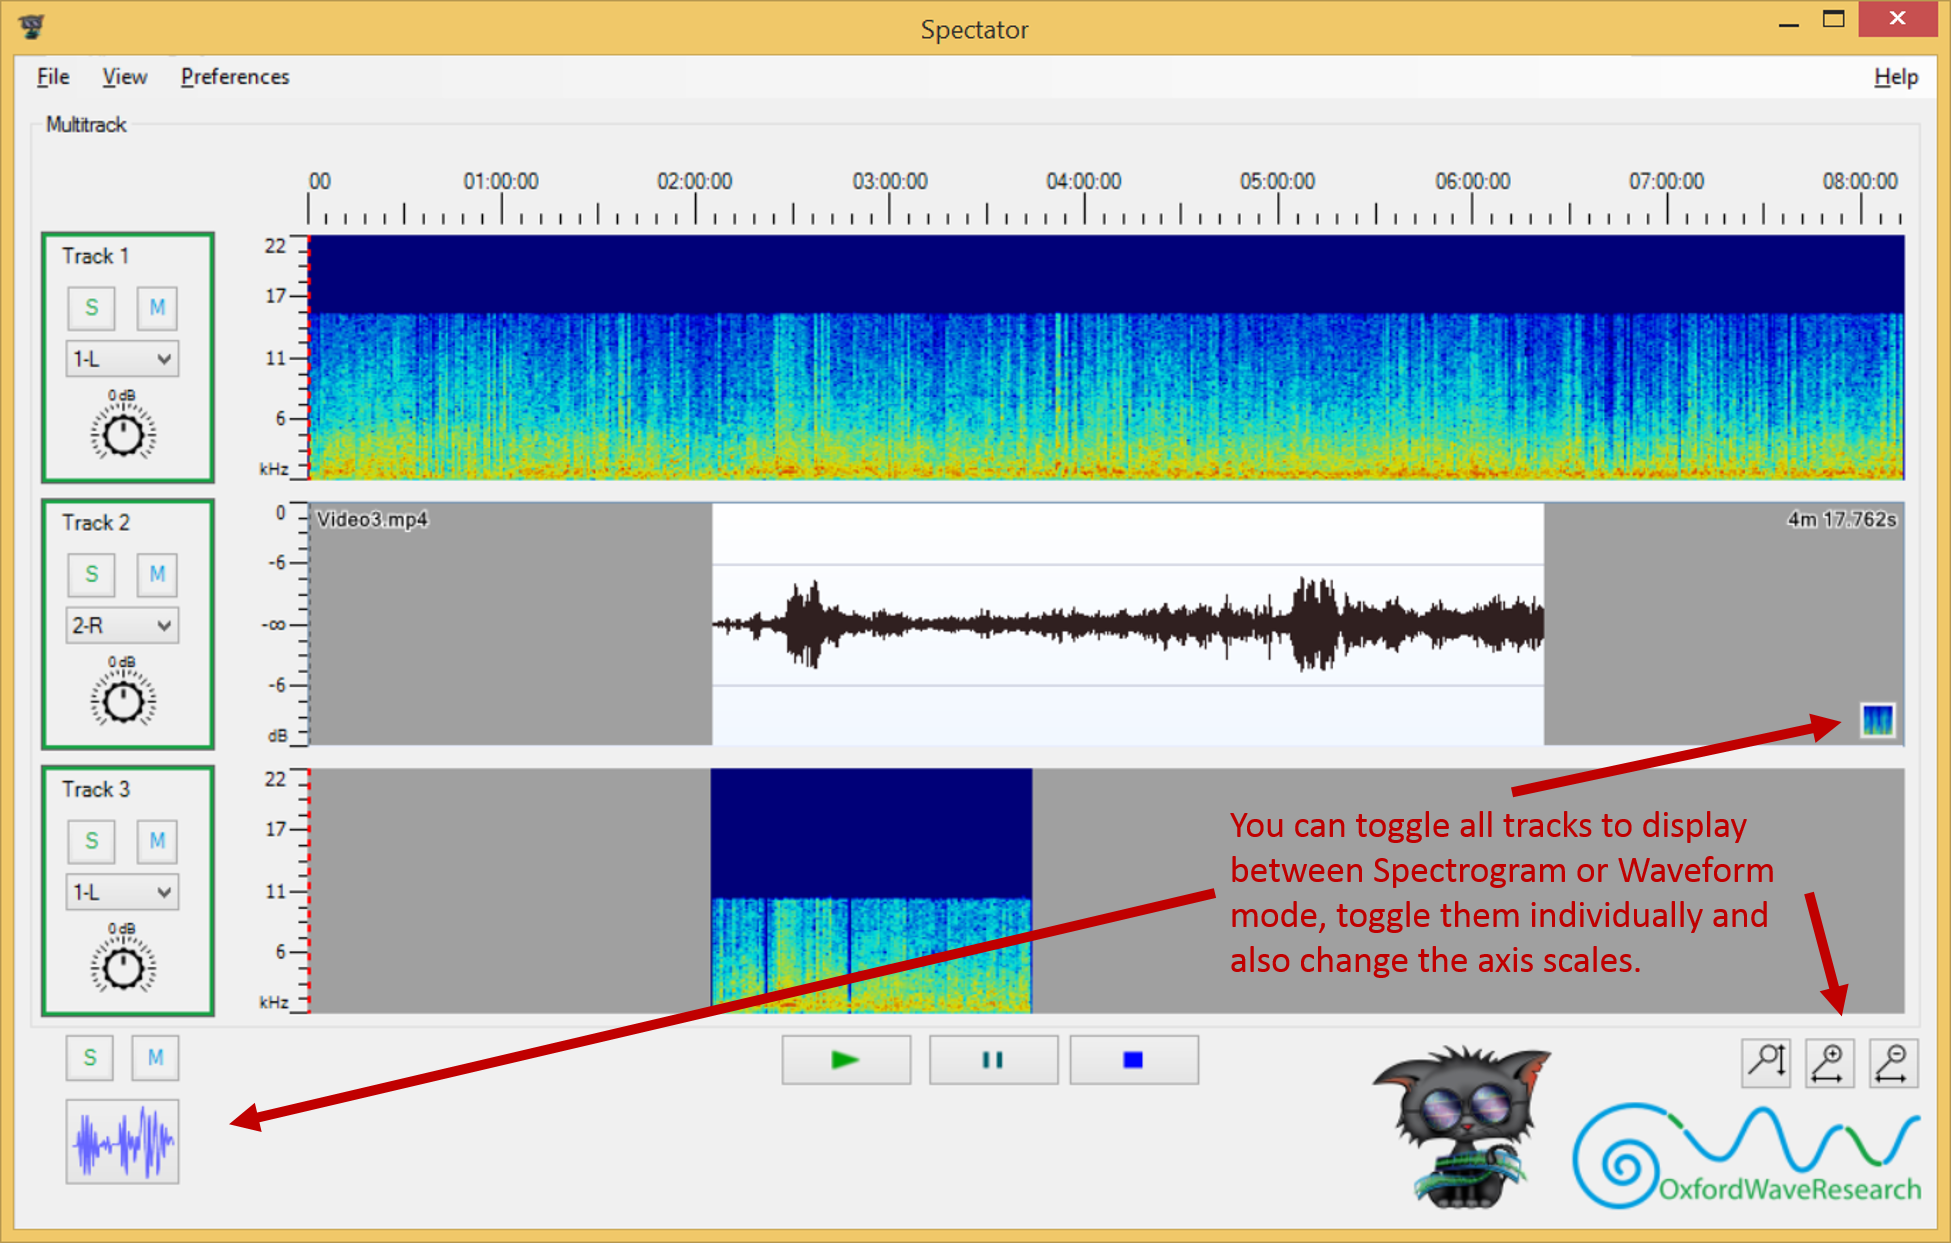 Spectator
File View Preferences Help
Multitrack
00 01:00:00 02:00:00 03:00:00 04:00:00 05:00:00 06:00:00 07:00:00 08:00:00
Track 1
S M
1-L
0 dB
22
17
11
6
kHz
Track 2
S M
2-R
0 dB
0
-6
-∞
-6
dB
Video3.mp4
4m 17.762s
Track 3
S M
1-L
0 dB
22
17
11
6
kHz
You can toggle all tracks to display
between Spectrogram or Waveform
mode, toggle them individually and
also change the axis scales.
S M
OxfordWaveResearch